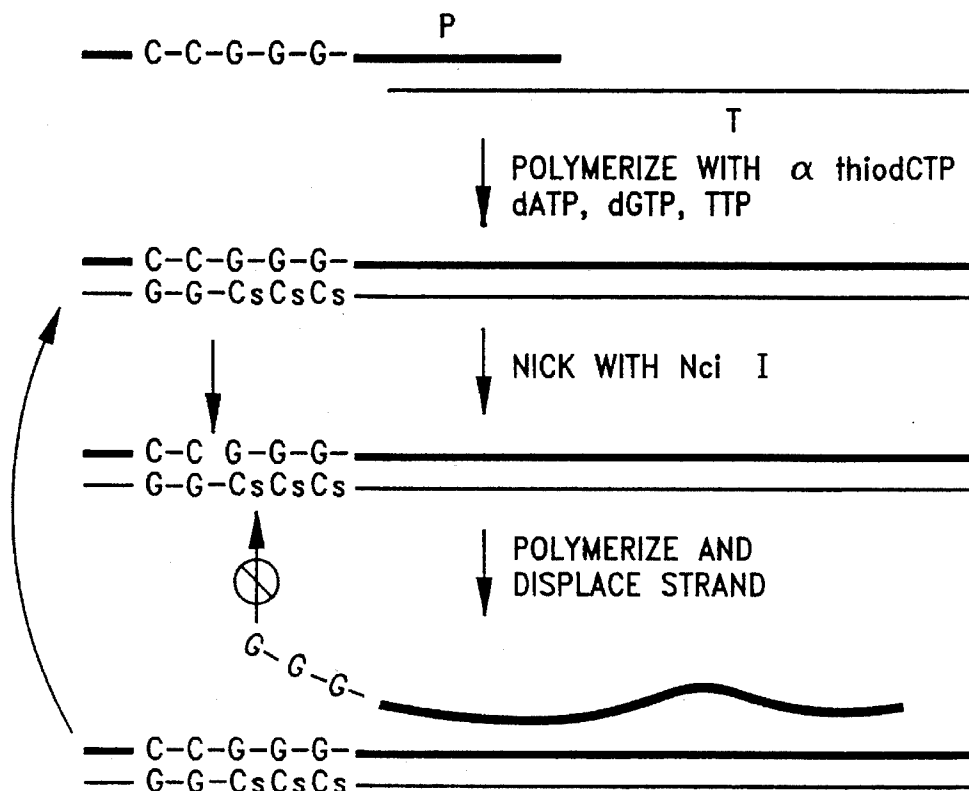 P
C-C-G-G-G-
T
POLYMERIZE WITH α thiodCTP
dATP, dGTP, TTP
C-C-G-G-G-
G-G-CsCsCs
NICK WITH Nci I
C-C G-G-G-
G-G-CsCsCs
POLYMERIZE AND
DISPLACE STRAND
G-G-G-
C-C-G-G-G-
G-G-CsCsCs